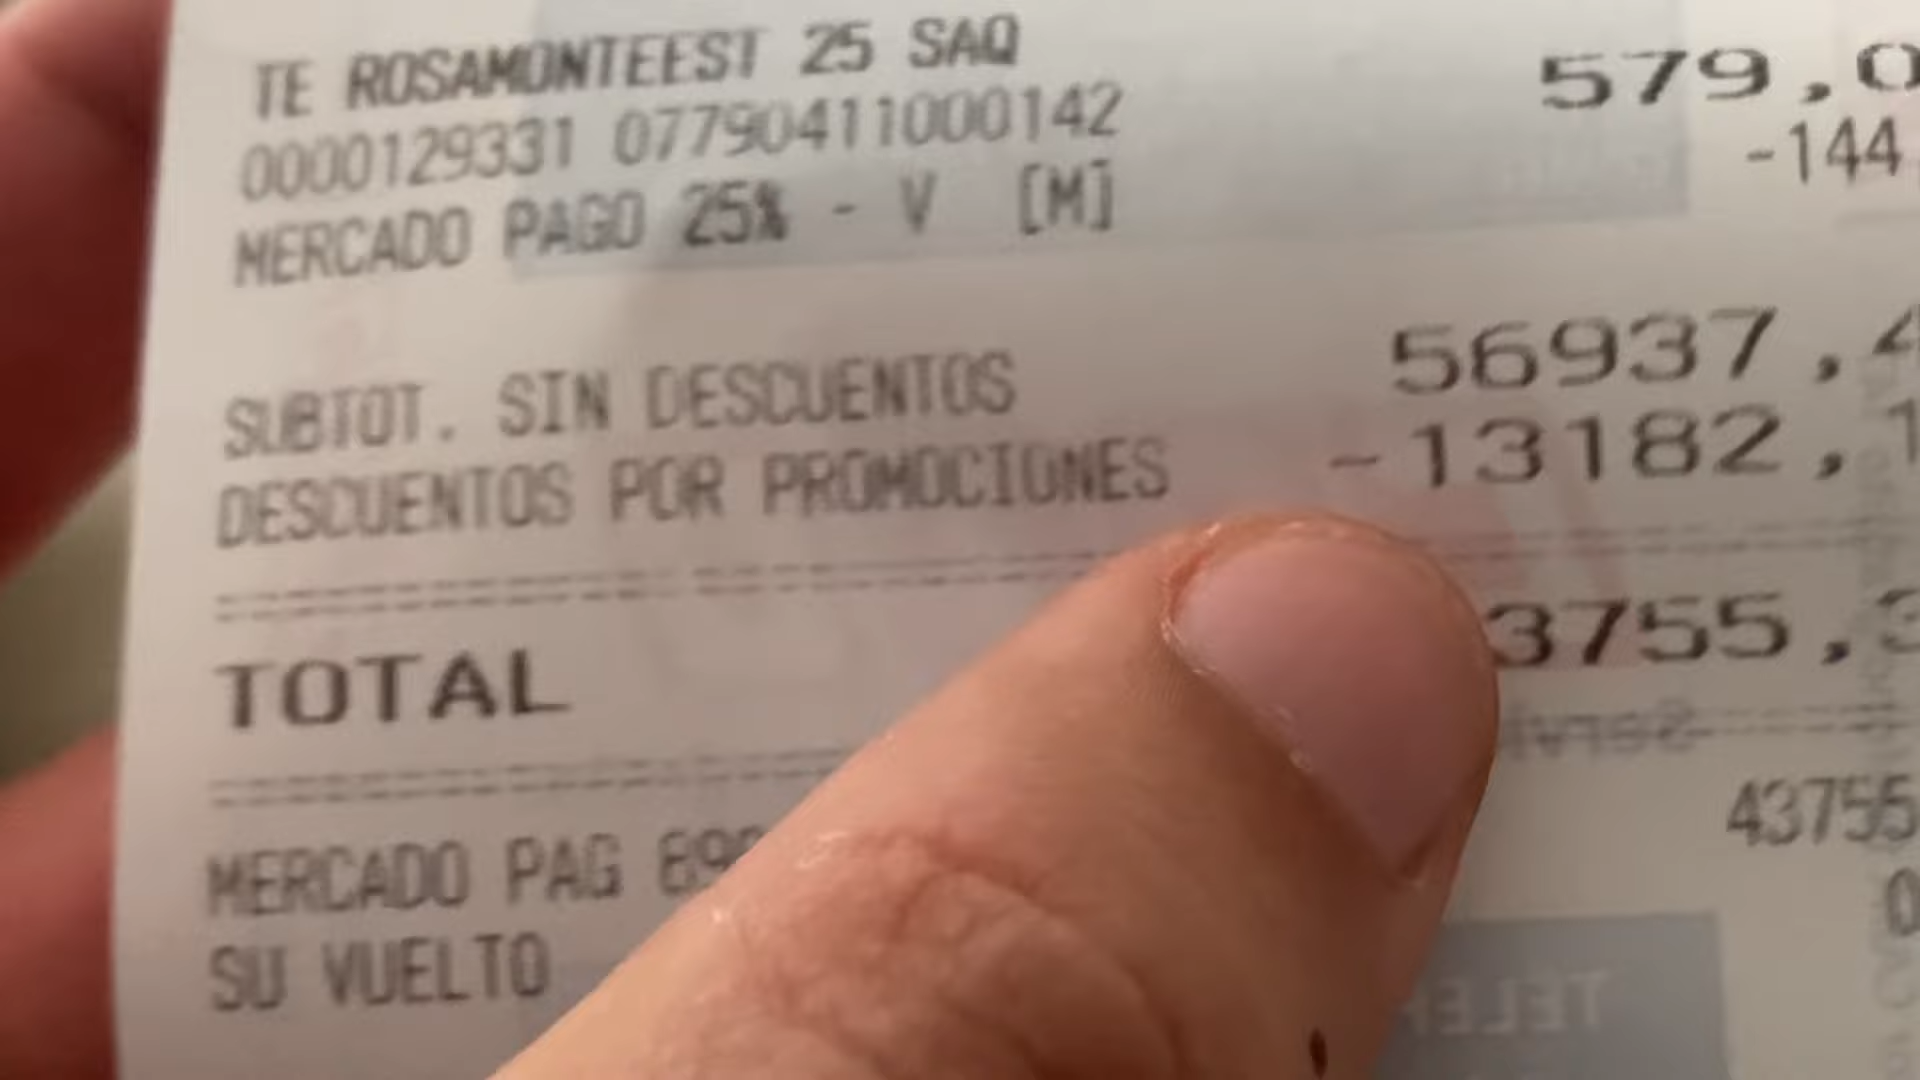 TE ROSAMONTEEST 25 SAQ 579,0
0000129331 07790411000142 -144
MERCADO PAGO 25% - V [M]
SUBTOT. SIN DESCUENTOS 56937,4
DESCUENTOS POR PROMOCIONES -13182,1
TOTAL 3755,3
MERCADO PAG 43755
SU VUELTO 0